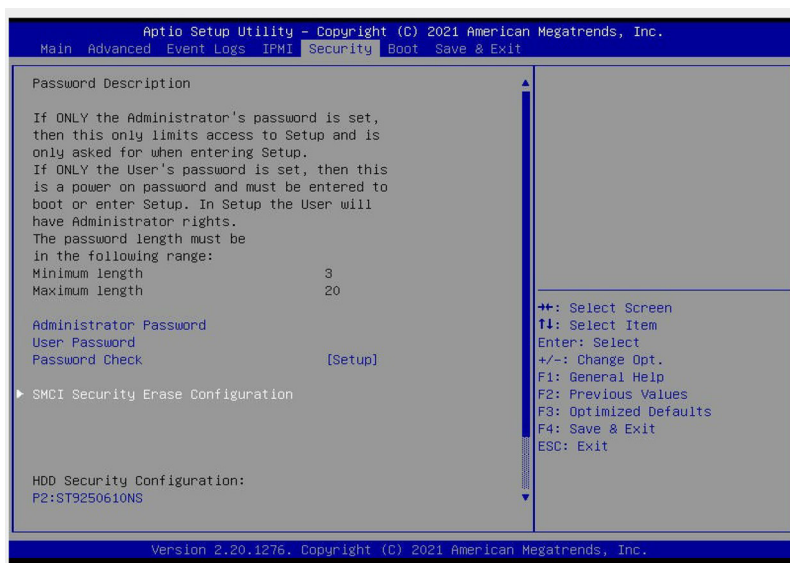 Aptio Setup Utility – Copyright (C) 2021 American Megatrends, Inc.
Main Advanced Event Logs IPMI Security Boot Save & Exit
Password Description
If ONLY the Administrator's password is set,
then this only limits access to Setup and is
only asked for when entering Setup.
If ONLY the User's password is set, then this
is a power on password and must be entered to
boot or enter Setup. In Setup the User will
have Administrator rights.
The password length must be
in the following range:
Minimum length 3
Maximum length 20
Administrator Password
User Password
Password Check [Setup]
SMCI Security Erase Configuration
HDD Security Configuration:
P2:ST9250610NS
→←: Select Screen
↑↓: Select Item
Enter: Select
+/-: Change Opt.
F1: General Help
F2: Previous Values
F3: Optimized Defaults
F4: Save & Exit
ESC: Exit
Version 2.20.1276. Copyright (C) 2021 American Megatrends, Inc.